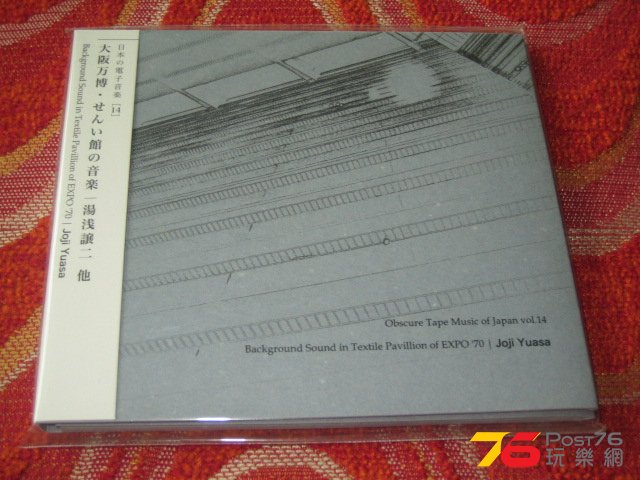 日本の電子音楽 [14]
大阪万博・せんい館の音楽 | 湯浅譲二 他
Background Sound in Textile Pavillion of EXPO '70 | Joji Yuasa
Obscure Tape Music of Japan vol.14
Background Sound in Textile Pavillion of EXPO '70 | Joji Yuasa
76 POST76
玩樂網